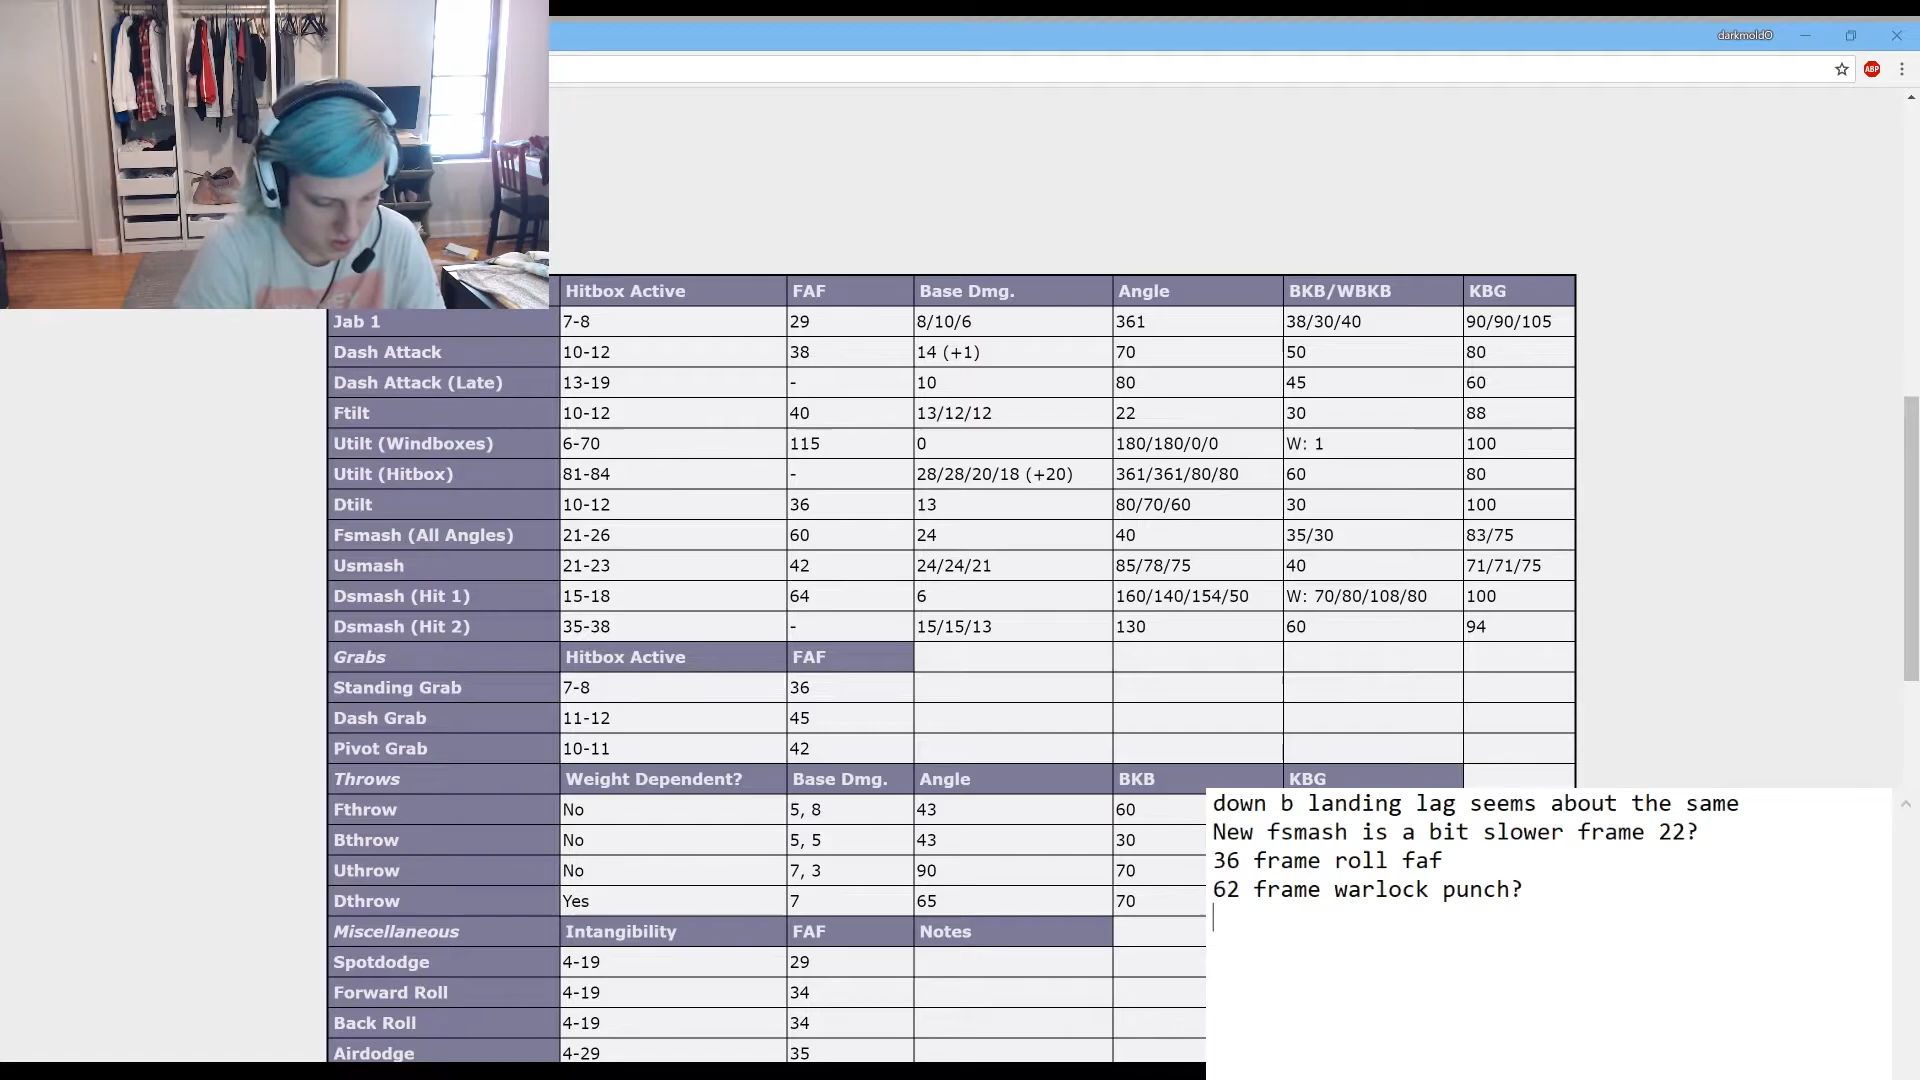 darkmoldO
ABP
Hitbox Active FAF Base Dmg. Angle BKB/WBKB KBG
Jab 1 7-8 29 8/10/6 361 38/30/40 90/90/105
Dash Attack 10-12 38 14 (+1) 70 50 80
Dash Attack (Late) 13-19 - 10 80 45 60
Ftilt 10-12 40 13/12/12 22 30 88
Utilt (Windboxes) 6-70 115 0 180/180/0/0 W: 1 100
Utilt (Hitbox) 81-84 - 28/28/20/18 (+20) 361/361/80/80 60 80
Dtilt 10-12 36 13 80/70/60 30 100
Fsmash (All Angles) 21-26 60 24 40 35/30 83/75
Usmash 21-23 42 24/24/21 85/78/75 40 71/71/75
Dsmash (Hit 1) 15-18 64 6 160/140/154/50 W: 70/80/108/80 100
Dsmash (Hit 2) 35-38 - 15/15/13 130 60 94
Grabs Hitbox Active FAF
Standing Grab 7-8 36
Dash Grab 11-12 45
Pivot Grab 10-11 42
Throws Weight Dependent? Base Dmg. Angle BKB KBG
Fthrow No 5, 8 43 60
Bthrow No 5, 5 43 30
Uthrow No 7, 3 90 70
Dthrow Yes 7 65 70
Miscellaneous Intangibility FAF Notes
Spotdodge 4-19 29
Forward Roll 4-19 34
Back Roll 4-19 34
Airdodge 4-29 35
down b landing lag seems about the same
New fsmash is a bit slower frame 22?
36 frame roll faf
62 frame warlock punch?